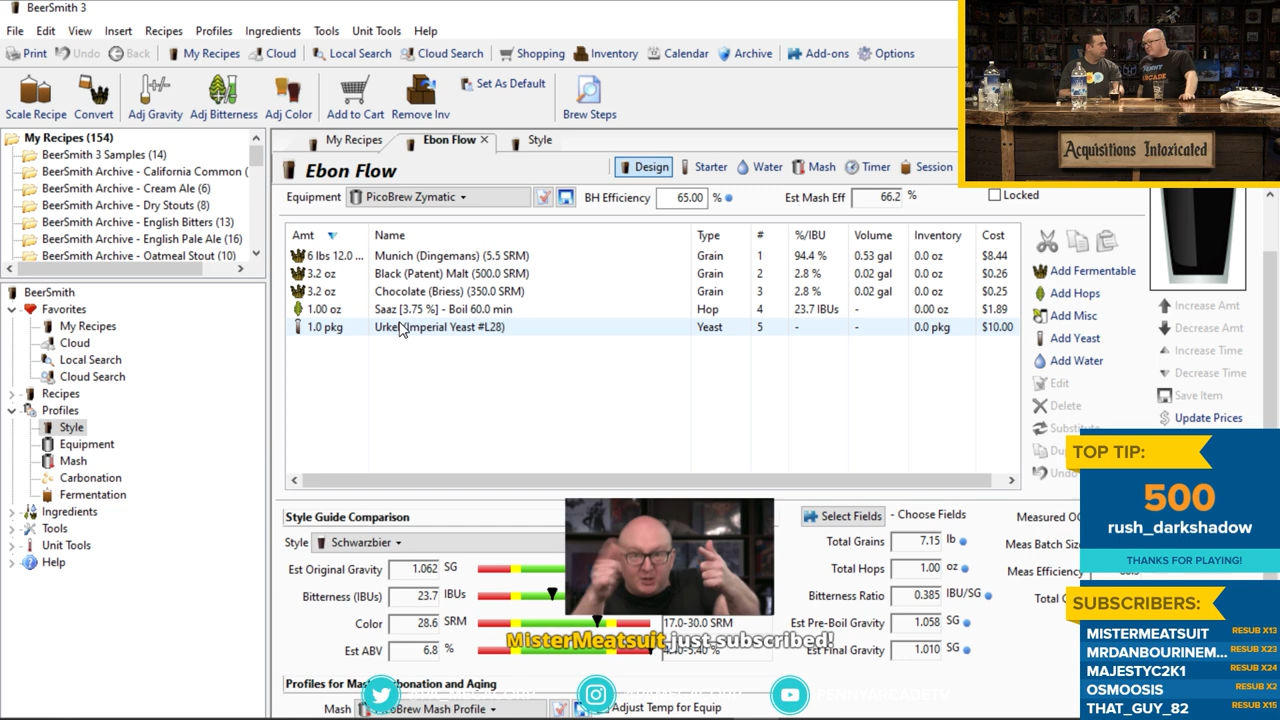 BeerSmith 3
File Edit View Insert Recipes Profiles Ingredients Tools Unit Tools Help
Print Undo Back My Recipes Cloud Local Search Cloud Search Shopping Inventory Calendar Archive Add-ons Options
Scale Recipe Convert Adj Gravity Adj Bitterness Adj Color Add to Cart Remove Inv Set As Default Brew Steps
Acquisitions Intoxicated
My Recipes (154)
BeerSmith 3 Samples (14)
BeerSmith Archive - California Common (
BeerSmith Archive - Cream Ale (6)
BeerSmith Archive - Dry Stouts (8)
BeerSmith Archive - English Bitters (13)
BeerSmith Archive - English Pale Ale (16)
BeerSmith Archive - Oatmeal Stout (10)
BeerSmith
Favorites
My Recipes
Cloud
Local Search
Cloud Search
Recipes
Profiles
Style
Equipment
Mash
Carbonation
Fermentation
Ingredients
Tools
Unit Tools
Help
My Recipes Ebon Flow Style
Ebon Flow Design Starter Water Mash Timer Session
Equipment PicoBrew Zymatic BH Efficiency 65.00 % Est Mash Eff 66.2 % Locked
Amt Name Type # %/IBU Volume Inventory Cost
6 lbs 12.0 ... Munich (Dingemans) (5.5 SRM) Grain 1 94.4 % 0.53 gal 0.0 oz $8.44
3.2 oz Black (Patent) Malt (500.0 SRM) Grain 2 2.8 % 0.02 gal 0.0 oz $0.26
3.2 oz Chocolate (Briess) (350.0 SRM) Grain 3 2.8 % 0.02 gal 0.0 oz $0.25
1.00 oz Saaz [3.75 %] - Boil 60.0 min Hop 4 23.7 IBUs - 0.00 oz $1.89
1.0 pkg Urkel (Imperial Yeast #L28) Yeast 5 - - 0.0 pkg $10.00
Add Fermentable
Add Hops
Add Misc
Add Yeast
Add Water
Edit
Delete
Substitute
Undo
Increase Amt
Decrease Amt
Increase Time
Decrease Time
Save Item
Update Prices
Style Guide Comparison
Style Schwarzbier
Est Original Gravity 1.062 SG
Bitterness (IBUs) 23.7 IBUs
Color 28.6 SRM 17.0-30.0 SRM
Est ABV 6.8 %
MisterMeatsuit just subscribed!
Select Fields - Choose Fields
Total Grains 7.15 lb
Total Hops 1.00 oz
Bitterness Ratio 0.385 IBU/SG
Est Pre-Boil Gravity 1.058 SG
Est Final Gravity 1.010 SG
Measured O
Meas Batch Siz
Meas Efficiency
Total
Profiles for Mash, Carbonation and Aging
Mash PicoBrew Mash Profile Adjust Temp for Equip
PENNYARCADETV
TOP TIP:
500
rush_darkshadow
THANKS FOR PLAYING!
SUBSCRIBERS:
MISTERMEATSUIT RESUB X13
MRDANBOURINEM... RESUB X23
MAJESTYC2K1 RESUB X24
OSMOOSIS RESUB X2
THAT_GUY_82 RESUB X15